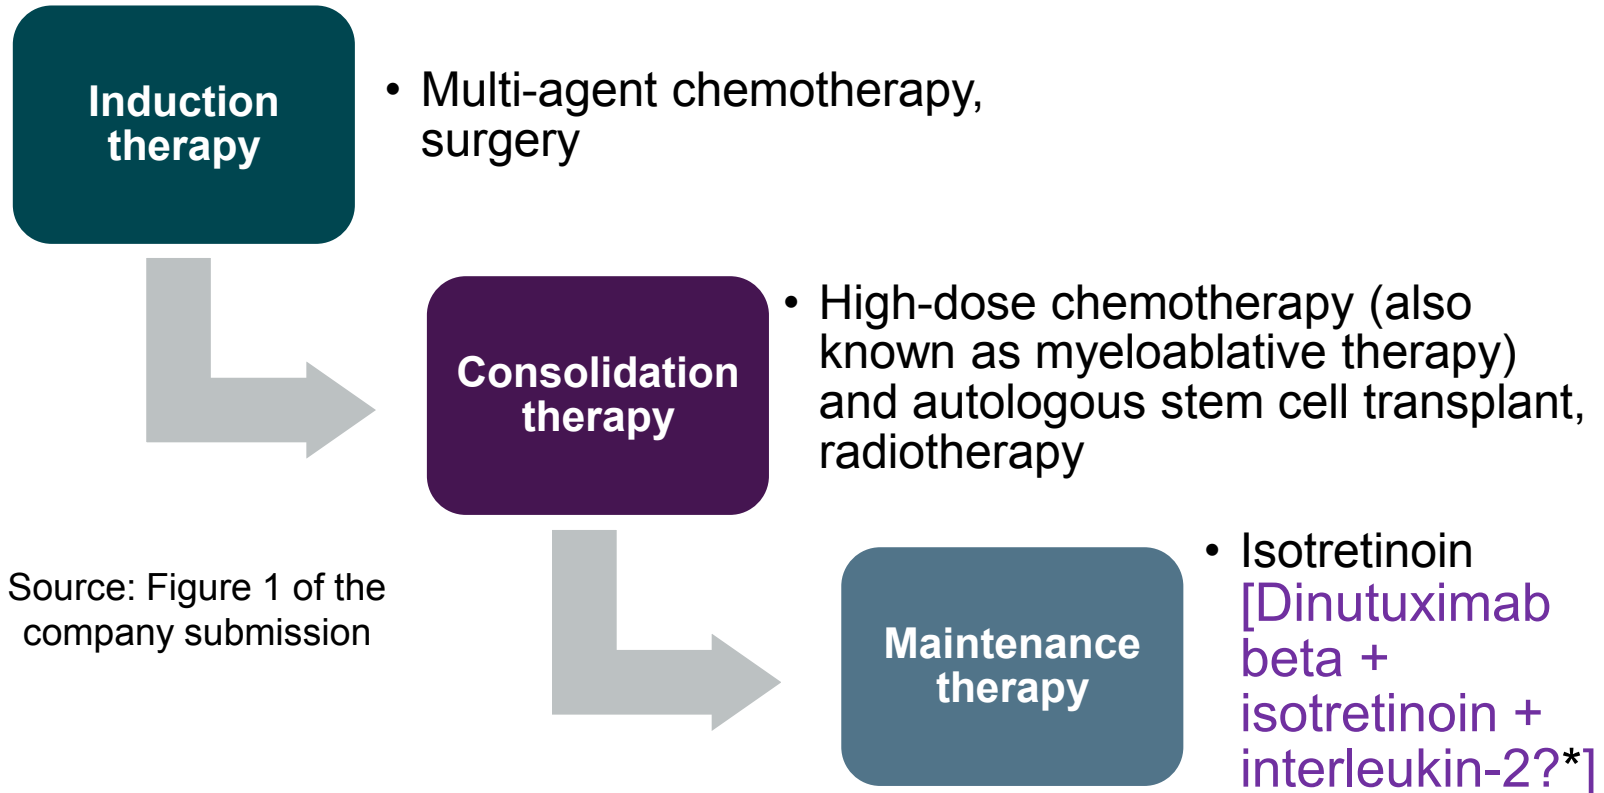 Induction
therapy
• Multi-agent chemotherapy,
surgery
Consolidation
therapy
• High-dose chemotherapy (also
known as myeloablative therapy)
and autologous stem cell transplant,
radiotherapy
Source: Figure 1 of the
company submission
Maintenance
therapy
• Isotretinoin
[Dinutuximab
beta +
isotretinoin +
interleukin-2?*]